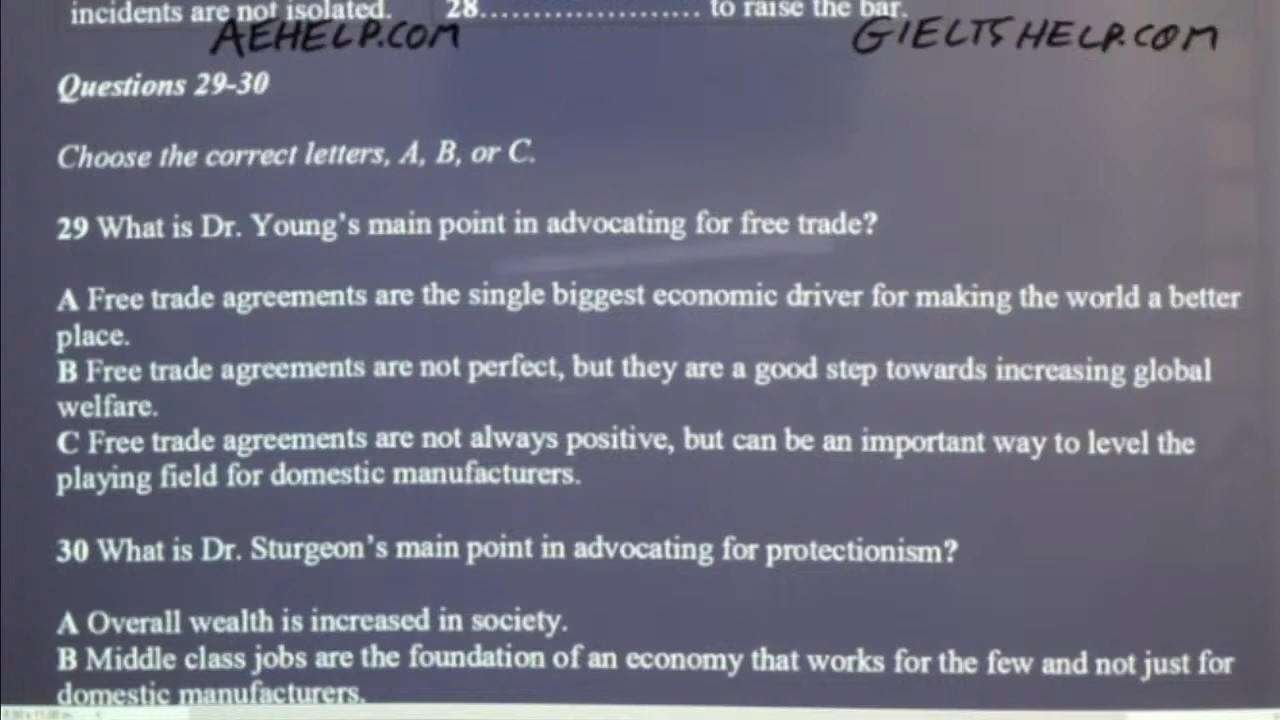 incidents are not isolated. 28..................... to raise the bar.
AEHELP.COM GIELTSHELP.COM
Questions 29-30
Choose the correct letters, A, B, or C.
29 What is Dr. Young's main point in advocating for free trade?
A Free trade agreements are the single biggest economic driver for making the world a better
place.
B Free trade agreements are not perfect, but they are a good step towards increasing global
welfare.
C Free trade agreements are not always positive, but can be an important way to level the
playing field for domestic manufacturers.
30 What is Dr. Sturgeon's main point in advocating for protectionism?
A Overall wealth is increased in society.
B Middle class jobs are the foundation of an economy that works for the few and not just for
domestic manufacturers.